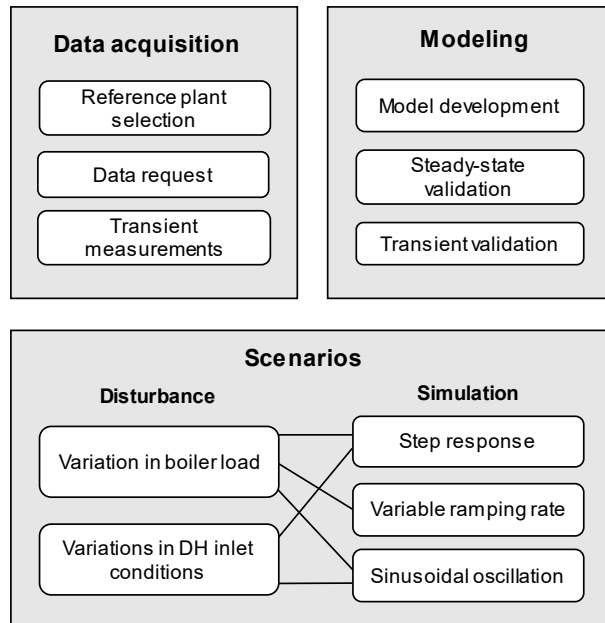 Data acquisition
Reference plant
selection
Data request
Transient
measurements
Modeling
Model development
Steady-state
validation
Transient validation
Scenarios
Disturbance
Variation in boiler load
Variations in DH inlet
conditions
Simulation
Step response
Variable ramping rate
Sinusoidal oscillation